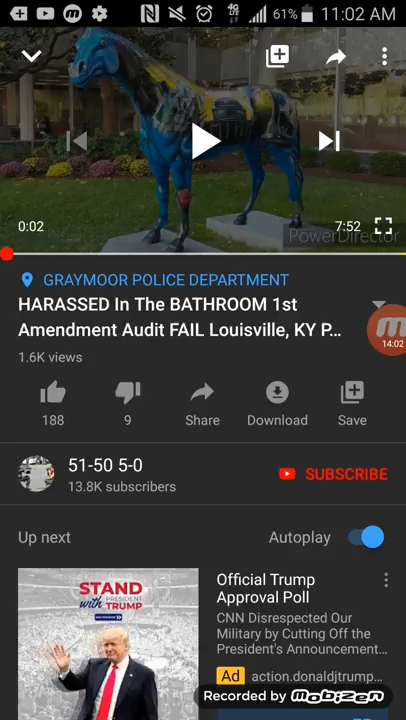 4G
LTE
61%
11:02 AM
0:02
7:52
PowerDirector
GRAYMOOR POLICE DEPARTMENT
HARASSED In The BATHROOM 1st
Amendment Audit FAIL Louisville, KY P...
1.6K views
14:02
188
9
Share
Download
Save
51-50 5-0
13.8K subscribers
SUBSCRIBE
Up next
Autoplay
STAND
with PRESIDENT
TRUMP
Official Trump
Approval Poll
CNN Disrespected Our
Military by Cutting Off the
President's Announcement...
Ad action.donaldjtrump...
Recorded by MOBIZEN